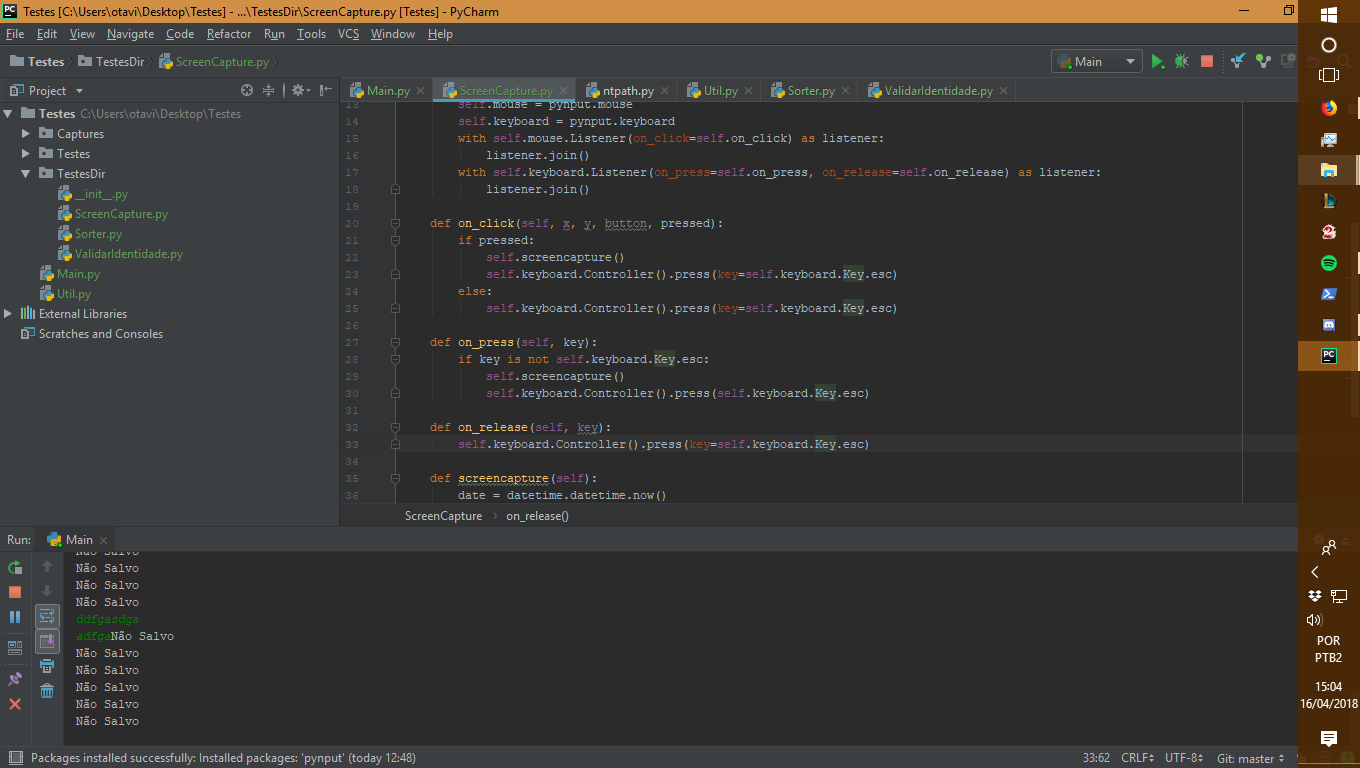 Testes [C:\Users\otavi\Desktop\Testes] - ...\TestesDir\ScreenCapture.py [Testes] - PyCharm
File Edit View Navigate Code Refactor Run Tools VCS Window Help
Testes TestesDir ScreenCapture.py Main
Project Main.py ScreenCapture.py ntpath.py Util.py Sorter.py ValidarIdentidade.py
Testes C:\Users\otavi\Desktop\Testes
Captures
Testes
TestesDir
__init__.py
ScreenCapture.py
Sorter.py
ValidarIdentidade.py
Main.py
Util.py
External Libraries
Scratches and Consoles
13 self.mouse = pynput.mouse
14 self.keyboard = pynput.keyboard
15 with self.mouse.Listener(on_click=self.on_click) as listener:
16 listener.join()
17 with self.keyboard.Listener(on_press=self.on_press, on_release=self.on_release) as listener:
18 listener.join()
19
20 def on_click(self, x, y, button, pressed):
21 if pressed:
22 self.screencapture()
23 self.keyboard.Controller().press(key=self.keyboard.Key.esc)
24 else:
25 self.keyboard.Controller().press(key=self.keyboard.Key.esc)
26
27 def on_press(self, key):
28 if key is not self.keyboard.Key.esc:
29 self.screencapture()
30 self.keyboard.Controller().press(self.keyboard.Key.esc)
31
32 def on_release(self, key):
33 self.keyboard.Controller().press(key=self.keyboard.Key.esc)
34
35 def screencapture(self):
36 date = datetime.datetime.now()
ScreenCapture on_release()
Run: Main
Não Salvo
Não Salvo
Não Salvo
Não Salvo
ddfgasdga
adfgaNão Salvo
Não Salvo
Não Salvo
Não Salvo
Não Salvo
Não Salvo
Packages installed successfully: Installed packages: 'pynput' (today 12:48) 33:62 CRLF UTF-8 Git: master
PC
POR
PTB2
15:04
16/04/2018